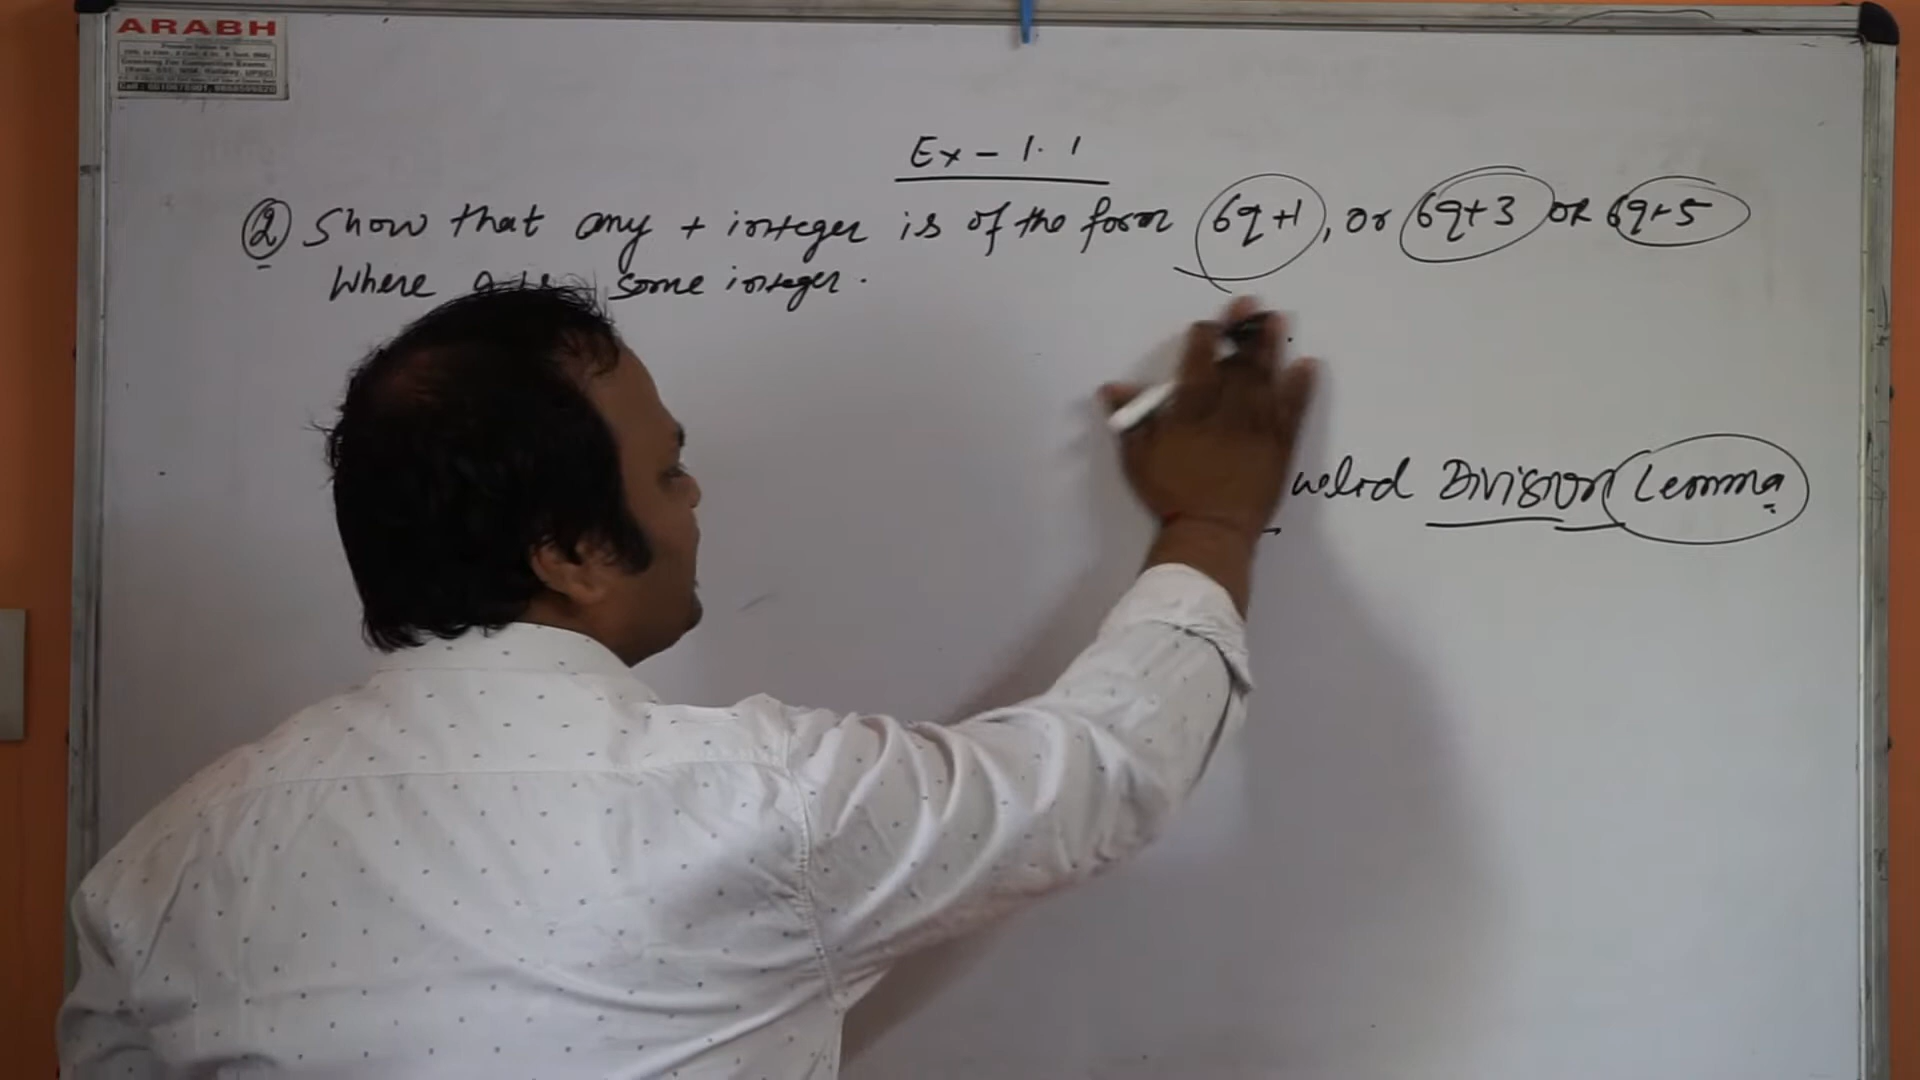 ARABH
Ex - 1.1
② Show that any + integer is of the form 6q+1, or 6q+3 or 6q+5
Where some integer.
Division Lemma